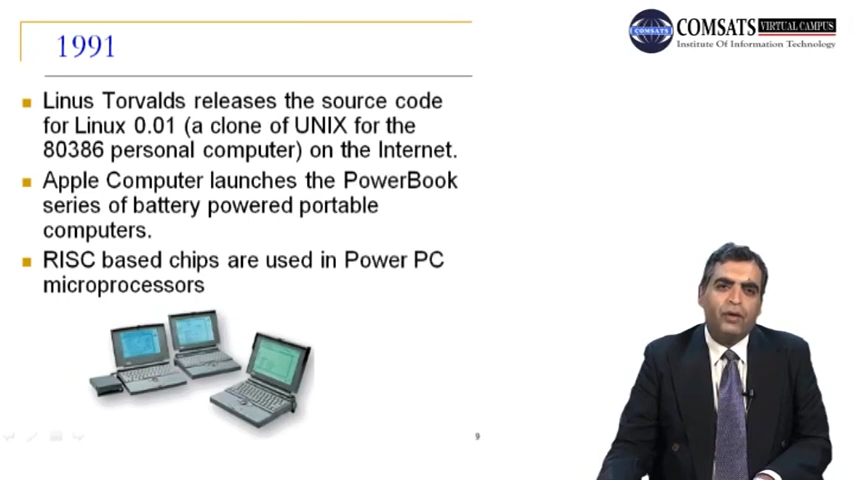 1991
COMSATS VIRTUAL CAMPUS
Institute Of Information Technology
COMSATS
Linus Torvalds releases the source code
for Linux 0.01 (a clone of UNIX for the
80386 personal computer) on the Internet.
Apple Computer launches the PowerBook
series of battery powered portable
computers.
RISC based chips are used in Power PC
microprocessors
9